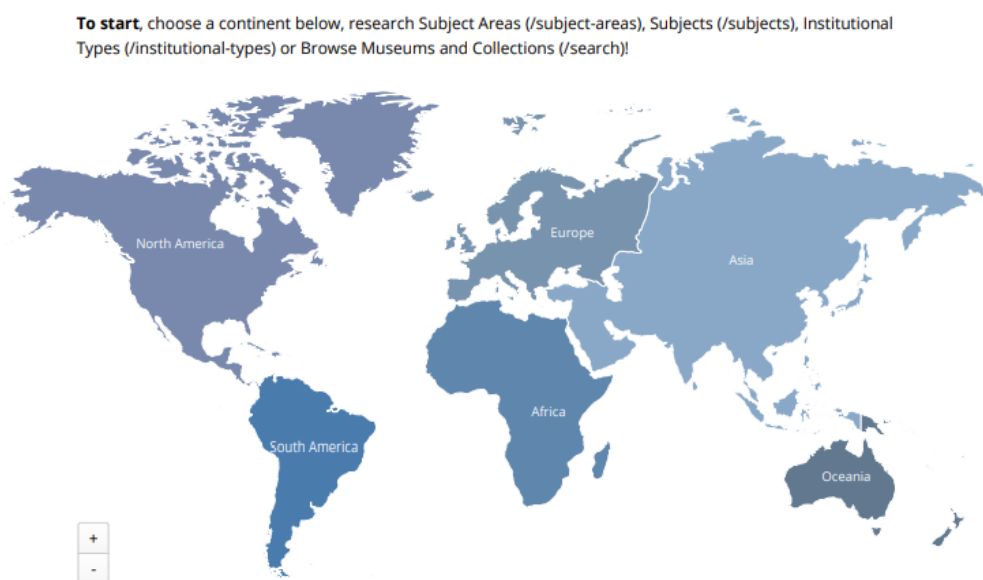 To start, choose a continent below, research Subject Areas (/subject-areas), Subjects (/subjects), Institutional
Types (/institutional-types) or Browse Museums and Collections (/search)!
North America
Europe
Asia
Africa
South America
Oceania
+
-